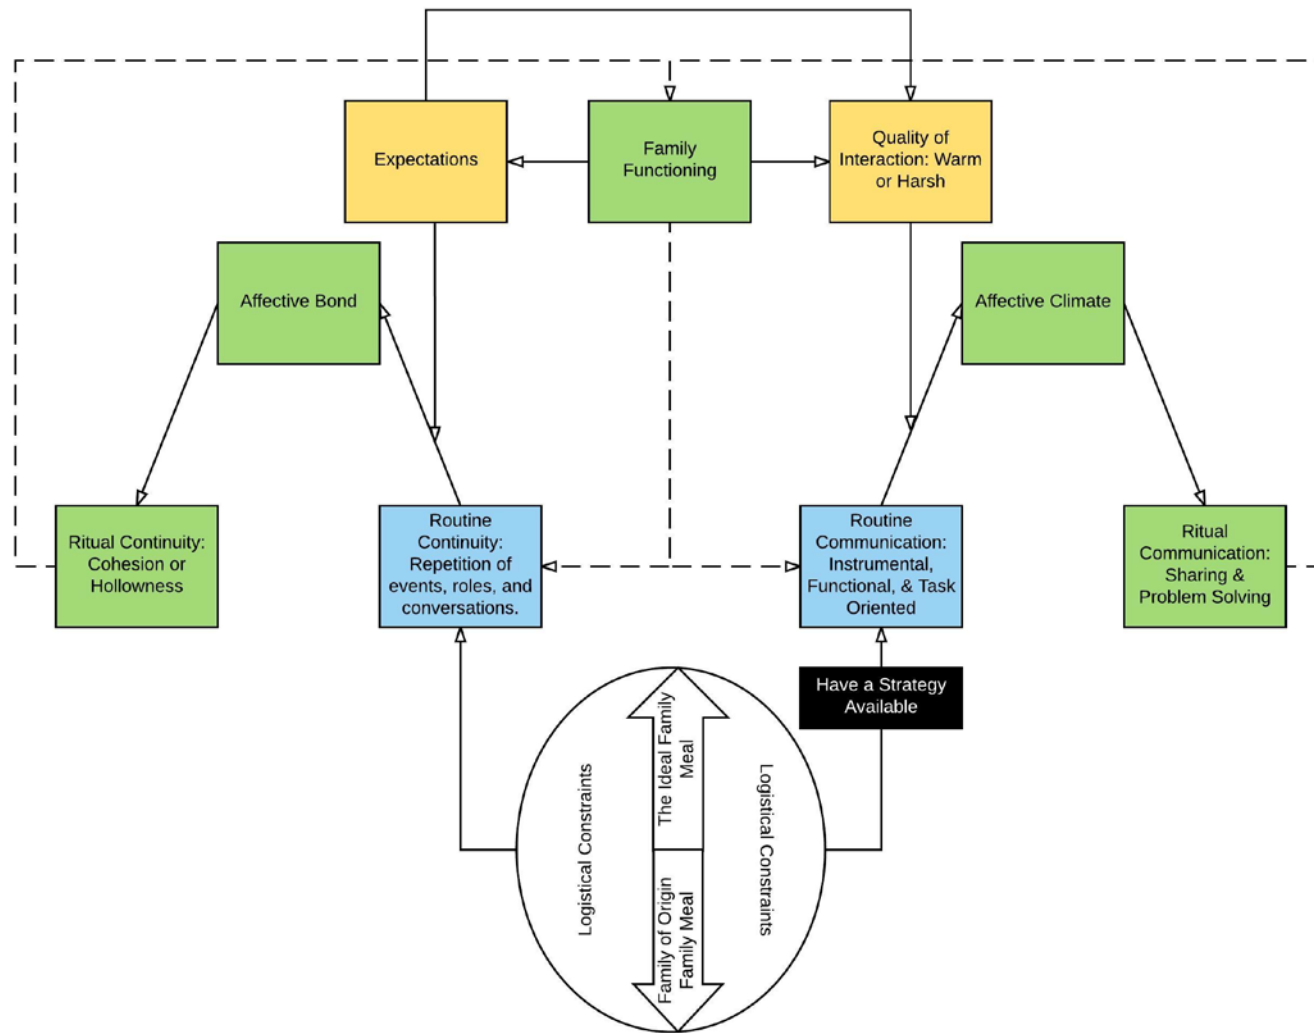 Expectations
Family
Functioning
Quality of
Interaction: Warm
or Harsh
Affective Bond
Affective Climate
Ritual Continuity:
Cohesion or
Hollowness
Routine
Continuity:
Repetition of
events, roles, and
conversations.
Routine
Communication:
Instrumental,
Functional, & Task
Oriented
Ritual
Communication:
Sharing &
Problem Solving
Have a Strategy
Available
Logistical Constraints
The Ideal Family
Meal
Family of Origin
Family Meal
Logistical Constraints